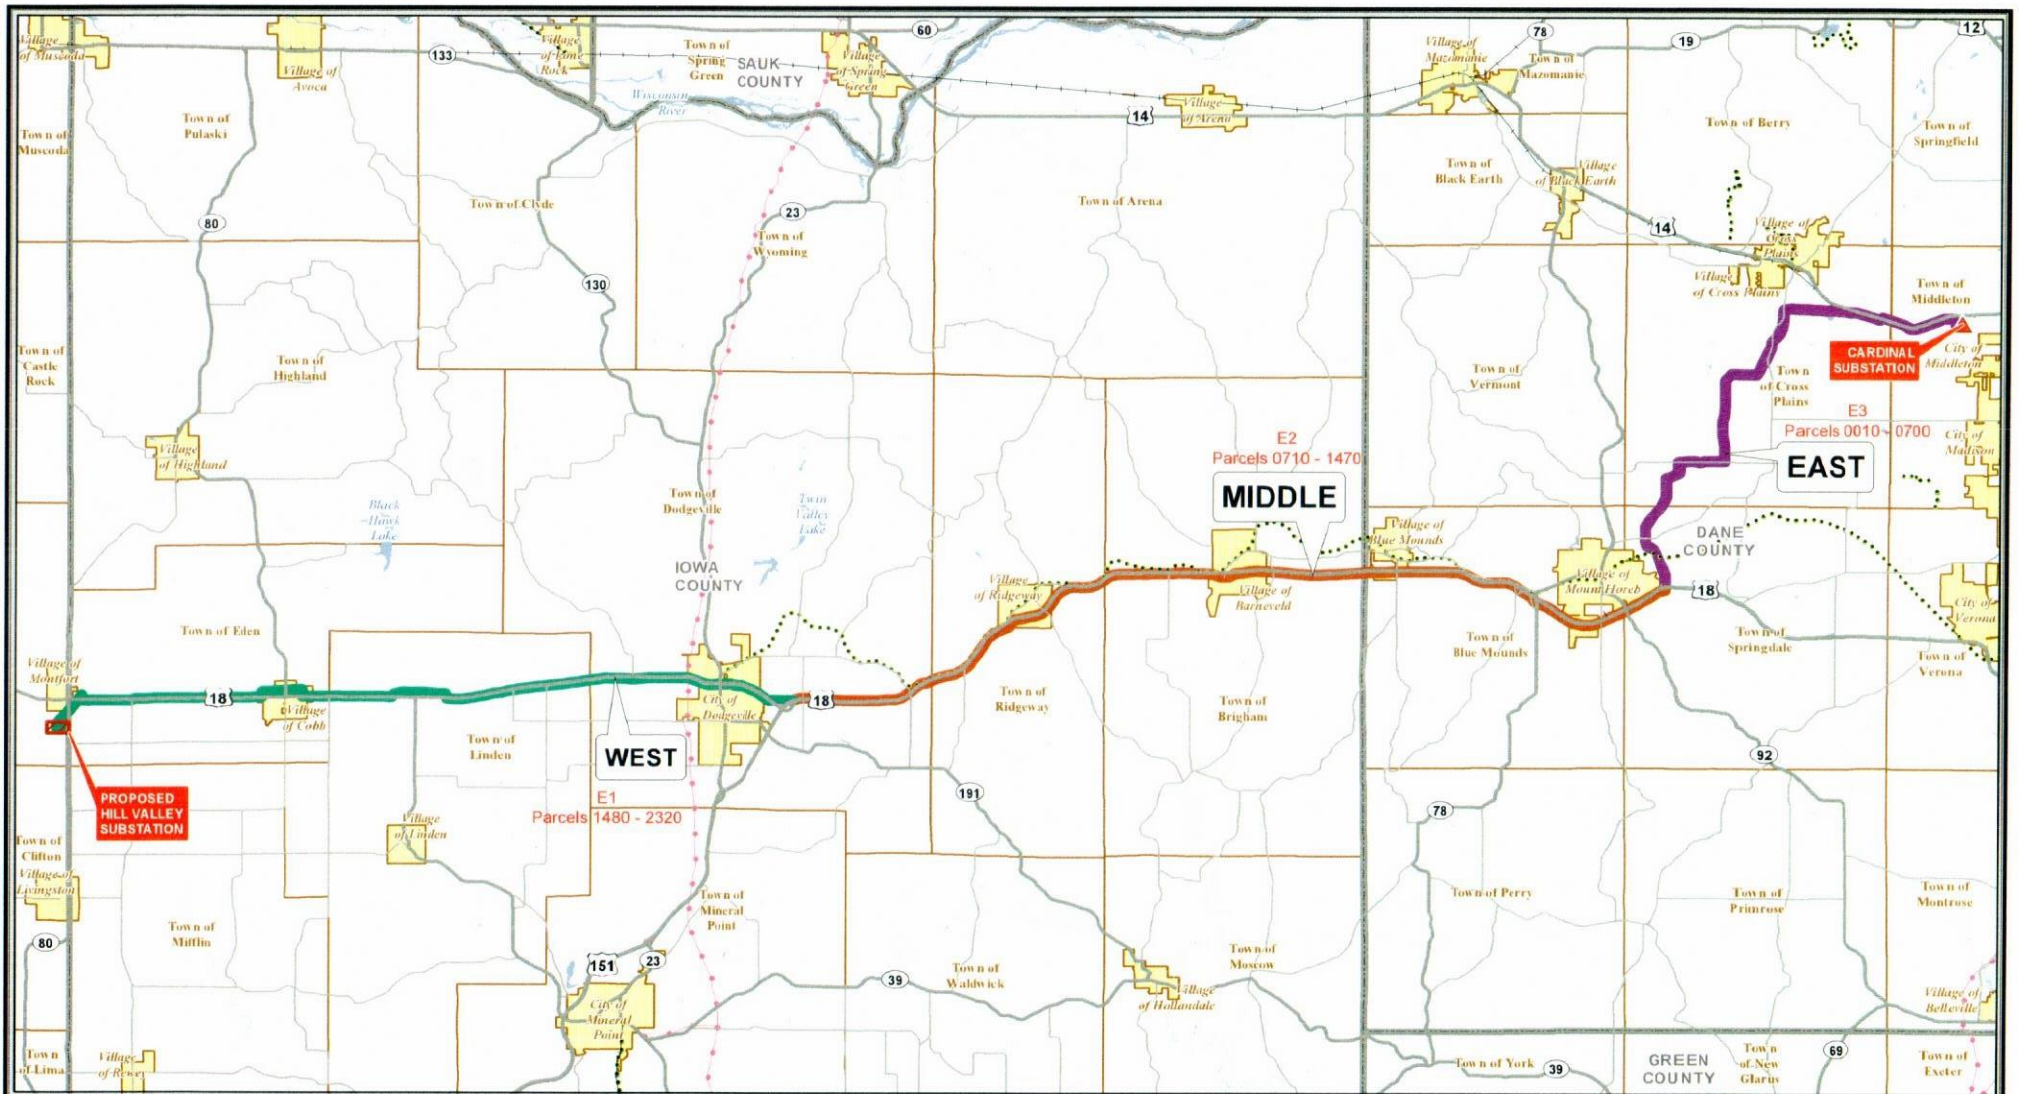 60
78
12
19
Village
of Muscoda
133
Village of
Avoca
Village
of Lone
Rock
Town of
Spring
Green
SAUK
COUNTY
Village
of Spring
Green
Village of
Mazomanie
Town of
Mazomanie
Wisconsin
River
14
Village
of Arena
Town of
Muscoda
Town of
Pulaski
Town of Berry
Town of
Springfield
Town of
Black Earth
Village
of Black Earth
Town of Clyde
Town of Arena
80
23
14
Town of
Wyoming
Village of
Cross
Plains
130
Village
of Cross Plains
Town of
Middleton
Town of
Castle
Rock
Town of
Highland
Town of
Vermont
CARDINAL
SUBSTATION
City of
Middleton
Town
of Cross
Plains
E3
Parcels 0010 - 0700
EAST
City of
Madison
E2
Parcels 0710 - 1470
MIDDLE
Village
of Highland
Black
Hawk
Lake
Town of
Dodgeville
Twin
Valley
Lake
Village of
Blue Mounds
DANE
COUNTY
IOWA
COUNTY
Village
of Ridgeway
Village of
Barneveld
Village of
Mount Horeb
18
City of
Verona
Town of Eden
Town of
Blue Mounds
Town of
Springdale
Town of
Verona
Village of
Montfort
18
Village
of Cobb
City of
Dodgeville
18
Town of
Ridgeway
Town of
Brigham
Town of
Linden
WEST
E1
Parcels 1480 - 2320
92
191
78
PROPOSED
HILL VALLEY
SUBSTATION
Village
of Linden
Town of
Clifton
Village of
Livingston
Town of
Mineral
Point
Town of Perry
Town of
Primrose
Town of
Montrose
Town of
Mifflin
80
151
23
39
Town of
Waldwick
Town of
Moscow
Village
of Hollandale
City of
Mineral
Point
Village of
Belleville
Town
of Lima
Village
of Rewey
Town of York
39
GREEN
COUNTY
Town
of New
Glarus
69
Town of
Exeter